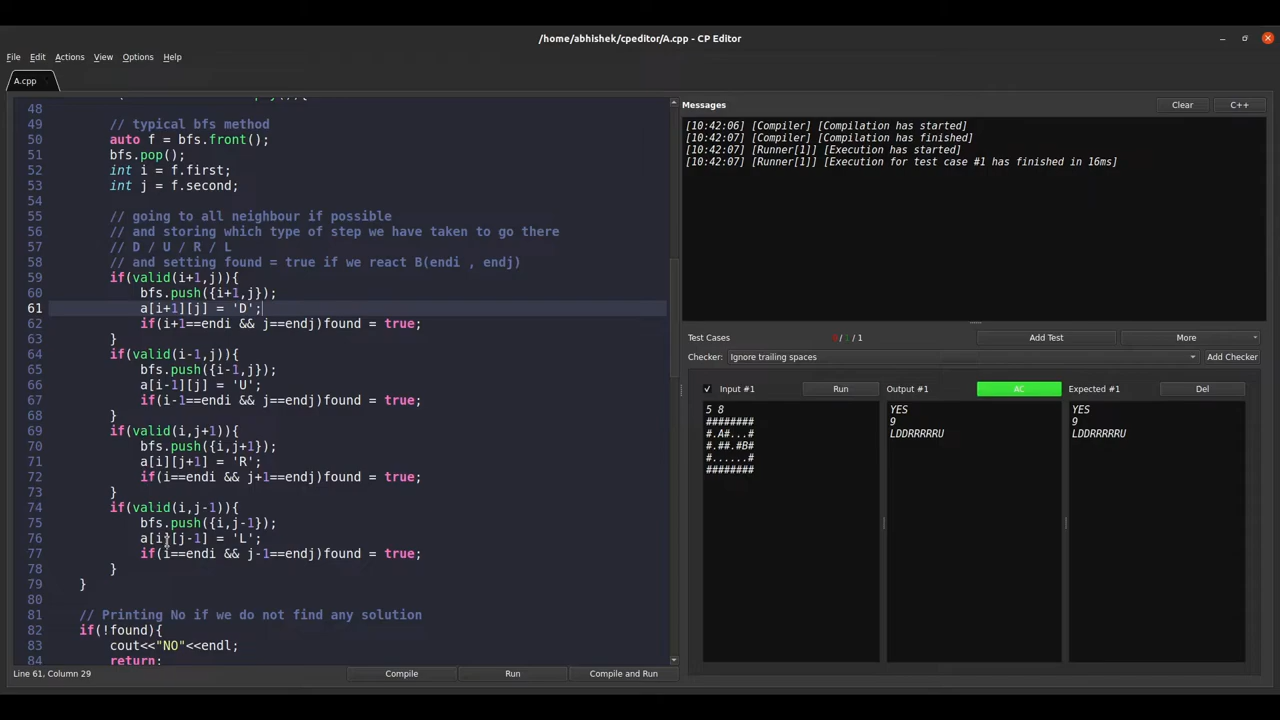 /home/abhishek/cpeditor/A.cpp - CP Editor
File Edit Actions View Options Help
A.cpp
48
49 // typical bfs method
50 auto f = bfs.front();
51 bfs.pop();
52 int i = f.first;
53 int j = f.second;
54
55 // going to all neighbour if possible
56 // and storing which type of step we have taken to go there
57 // D / U / R / L
58 // and setting found = true if we react B(endi , endj)
59 if(valid(i+1,j)){
60 bfs.push({i+1,j});
61 a[i+1][j] = 'D';
62 if(i+1==endi && j==endj)found = true;
63 }
64 if(valid(i-1,j)){
65 bfs.push({i-1,j});
66 a[i-1][j] = 'U';
67 if(i-1==endi && j==endj)found = true;
68 }
69 if(valid(i,j+1)){
70 bfs.push({i,j+1});
71 a[i][j+1] = 'R';
72 if(i==endi && j+1==endj)found = true;
73 }
74 if(valid(i,j-1)){
75 bfs.push({i,j-1});
76 a[i][j-1] = 'L';
77 if(i==endi && j-1==endj)found = true;
78 }
79 }
80
81 // Printing No if we do not find any solution
82 if(!found){
83 cout<<"NO"<<endl;
84 return;
Line 61, Column 29
Compile Run Compile and Run
Messages Clear C++
[10:42:06] [Compiler] [Compilation has started]
[10:42:07] [Compiler] [Compilation has finished]
[10:42:07] [Runner[1]] [Execution has started]
[10:42:07] [Runner[1]] [Execution for test case #1 has finished in 16ms]
Test Cases 0 / 1 / 1 Add Test More
Checker: Ignore trailing spaces Add Checker
Input #1 Run Output #1 AC Expected #1 Del
5 8
########
#.A#...#
#.##.#B#
#......#
########
YES
9
LDDRRRRRU
YES
9
LDDRRRRRU